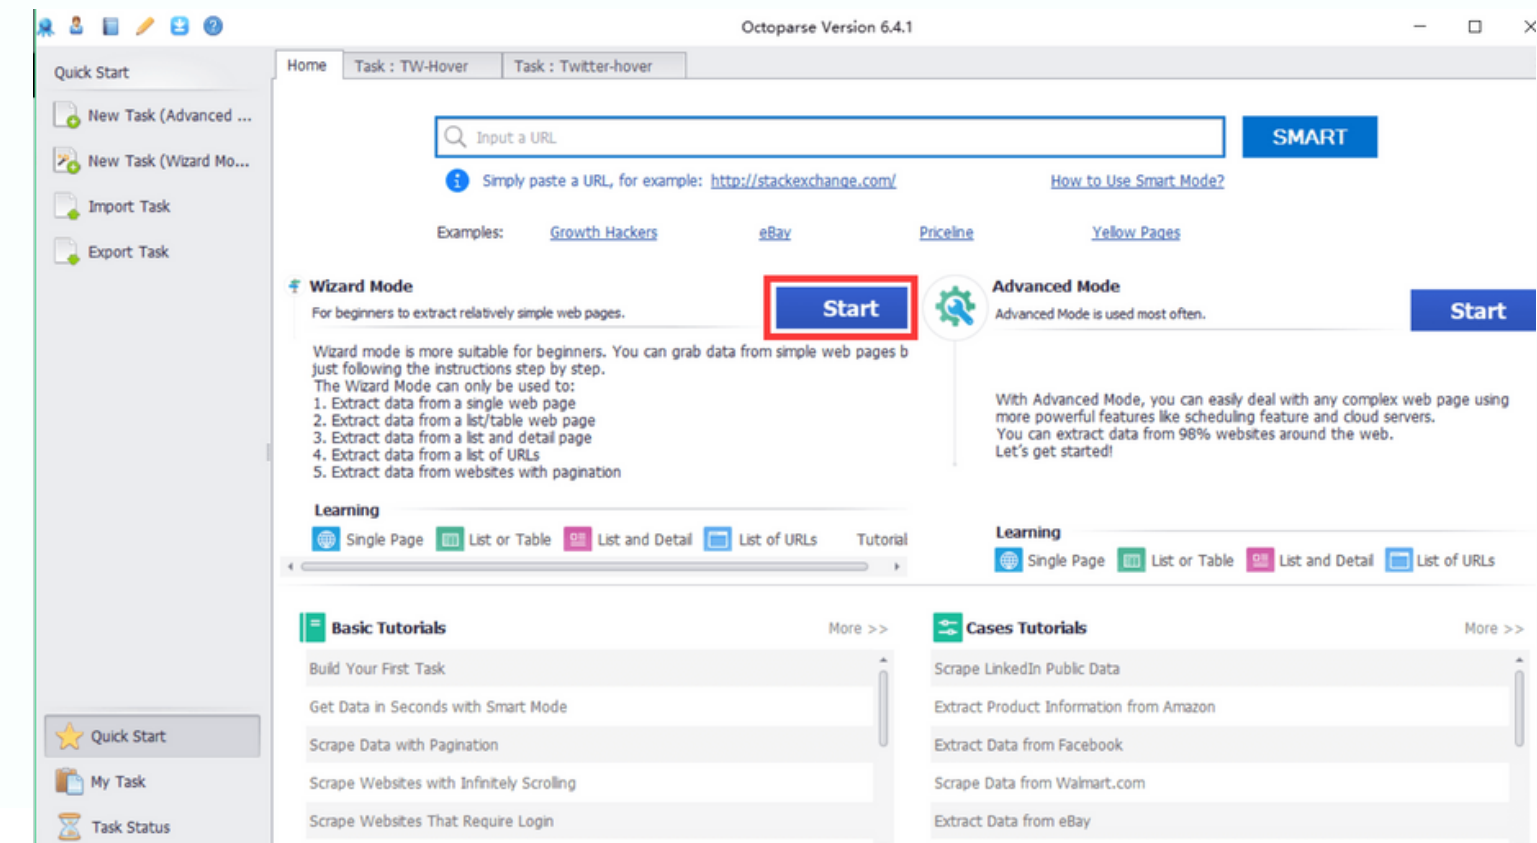 Octoparse Version 6.4.1
Quick Start
Home
Task : TW-Hover
Task : Twitter-hover
New Task (Advanced ...
New Task (Wizard Mo...
Import Task
Export Task
Input a URL
SMART
Simply paste a URL, for example: http://stackexchange.com/
How to Use Smart Mode?
Examples: Growth Hackers eBay Priceline Yellow Pages
Wizard Mode
For beginners to extract relatively simple web pages.
Start
Wizard mode is more suitable for beginners. You can grab data from simple web pages b
just following the instructions step by step.
The Wizard Mode can only be used to:
1. Extract data from a single web page
2. Extract data from a list/table web page
3. Extract data from a list and detail page
4. Extract data from a list of URLs
5. Extract data from websites with pagination
Learning
Single Page List or Table List and Detail List of URLs Tutorial
Advanced Mode
Advanced Mode is used most often.
Start
With Advanced Mode, you can easily deal with any complex web page using
more powerful features like scheduling feature and cloud servers.
You can extract data from 98% websites around the web.
Let's get started!
Learning
Single Page List or Table List and Detail List of URLs
Basic Tutorials
More >>
Build Your First Task
Get Data in Seconds with Smart Mode
Scrape Data with Pagination
Scrape Websites with Infinitely Scrolling
Scrape Websites That Require Login
Cases Tutorials
More >>
Scrape LinkedIn Public Data
Extract Product Information from Amazon
Extract Data from Facebook
Scrape Data from Walmart.com
Extract Data from eBay
Quick Start
My Task
Task Status